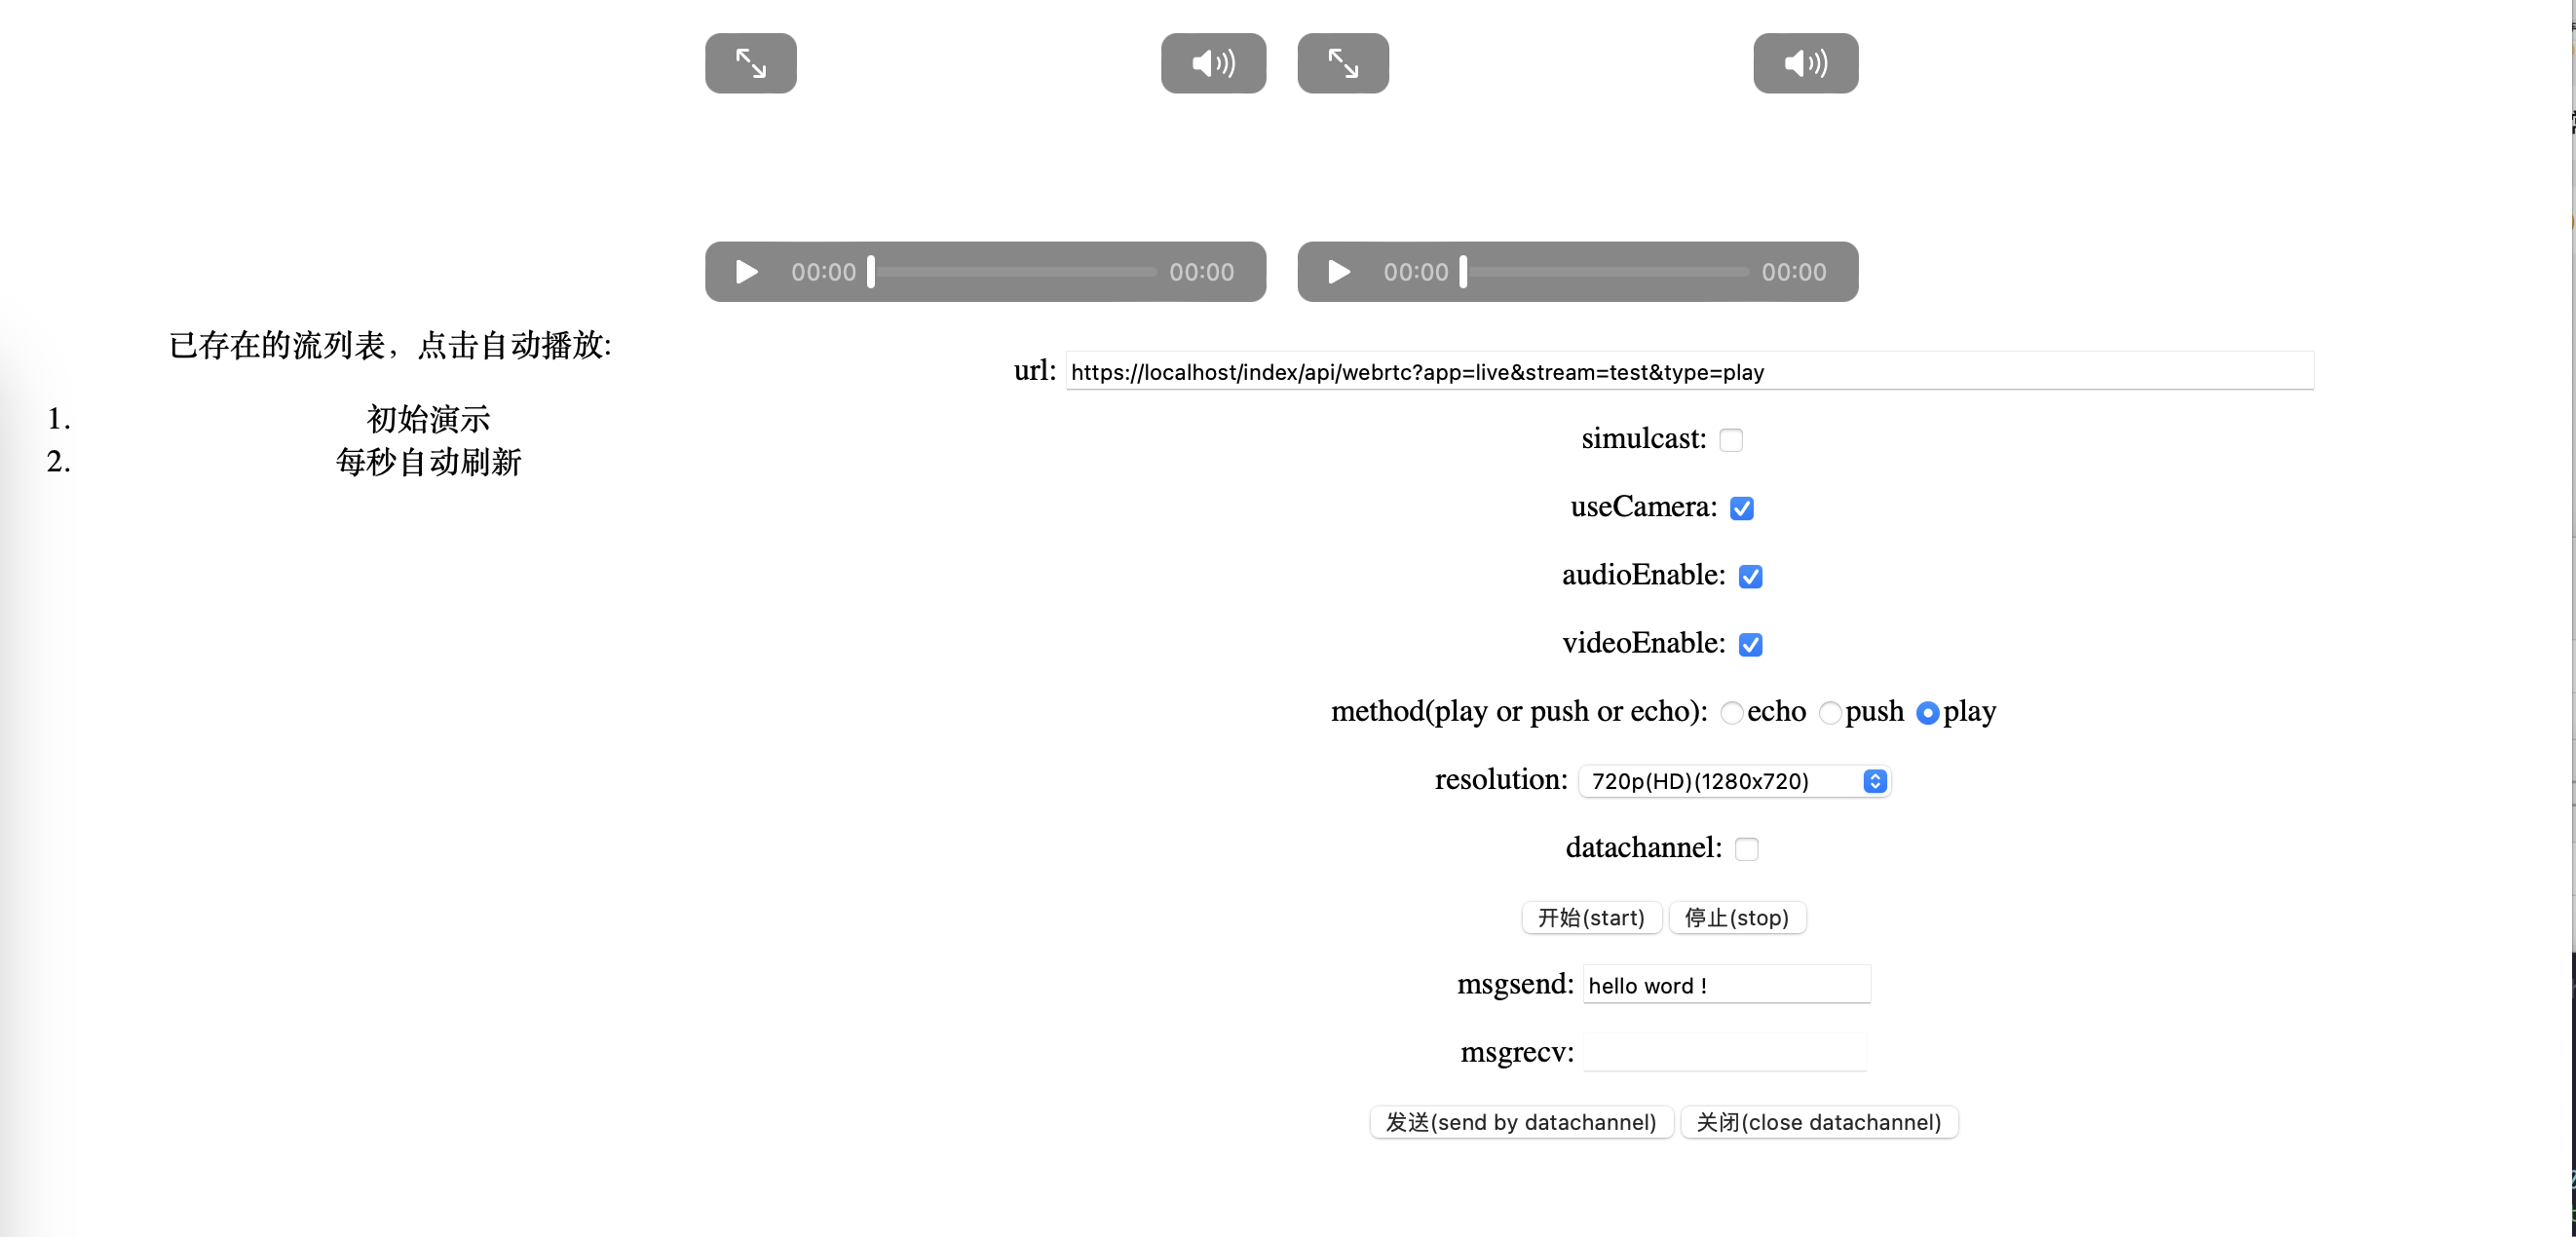 00:00 00:00
00:00 00:00
已存在的流列表，点击自动播放:
1. 初始演示
2. 每秒自动刷新
url: https://localhost/index/api/webrtc?app=live&stream=test&type=play
simulcast:
useCamera:
audioEnable:
videoEnable:
method(play or push or echo): echo push play
resolution: 720p(HD)(1280x720)
datachannel:
开始(start) 停止(stop)
msgsend: hello word !
msgrecv:
发送(send by datachannel) 关闭(close datachannel)